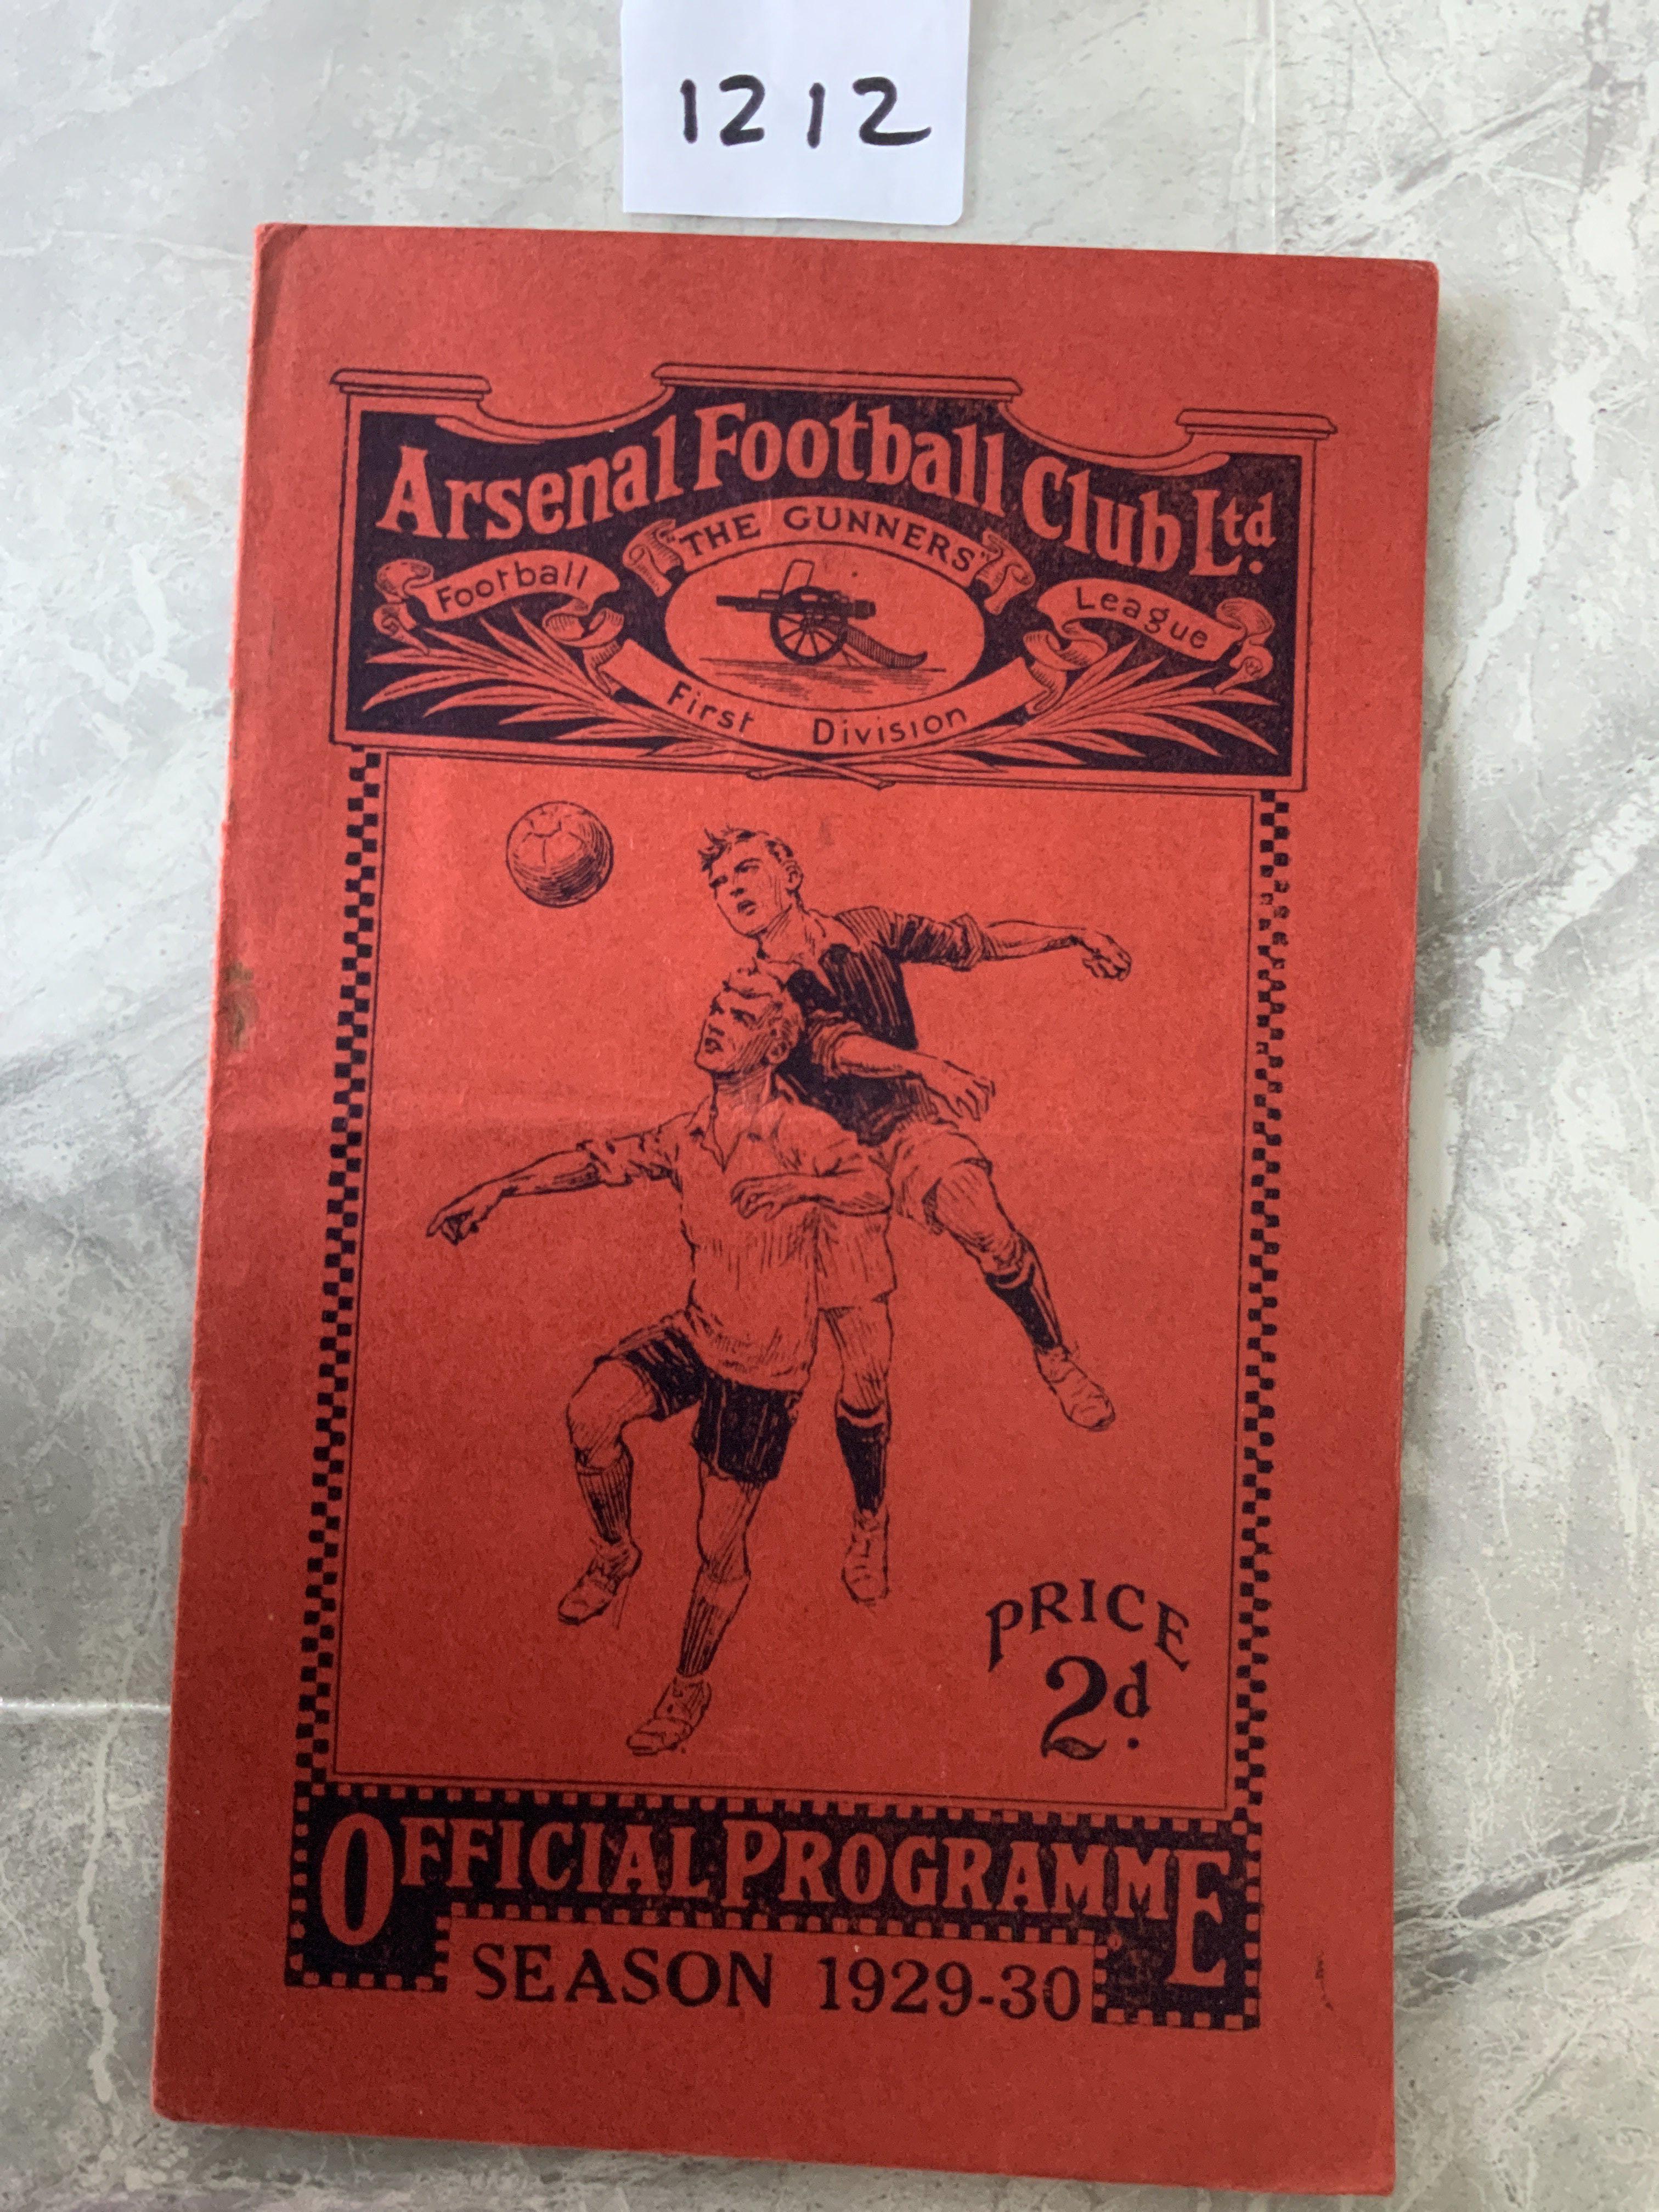 1212
Arsenal Football Club Ltd.
"THE GUNNERS"
Football League
First Division
PRICE
2d.
OFFICIAL PROGRAMME
SEASON 1929-30